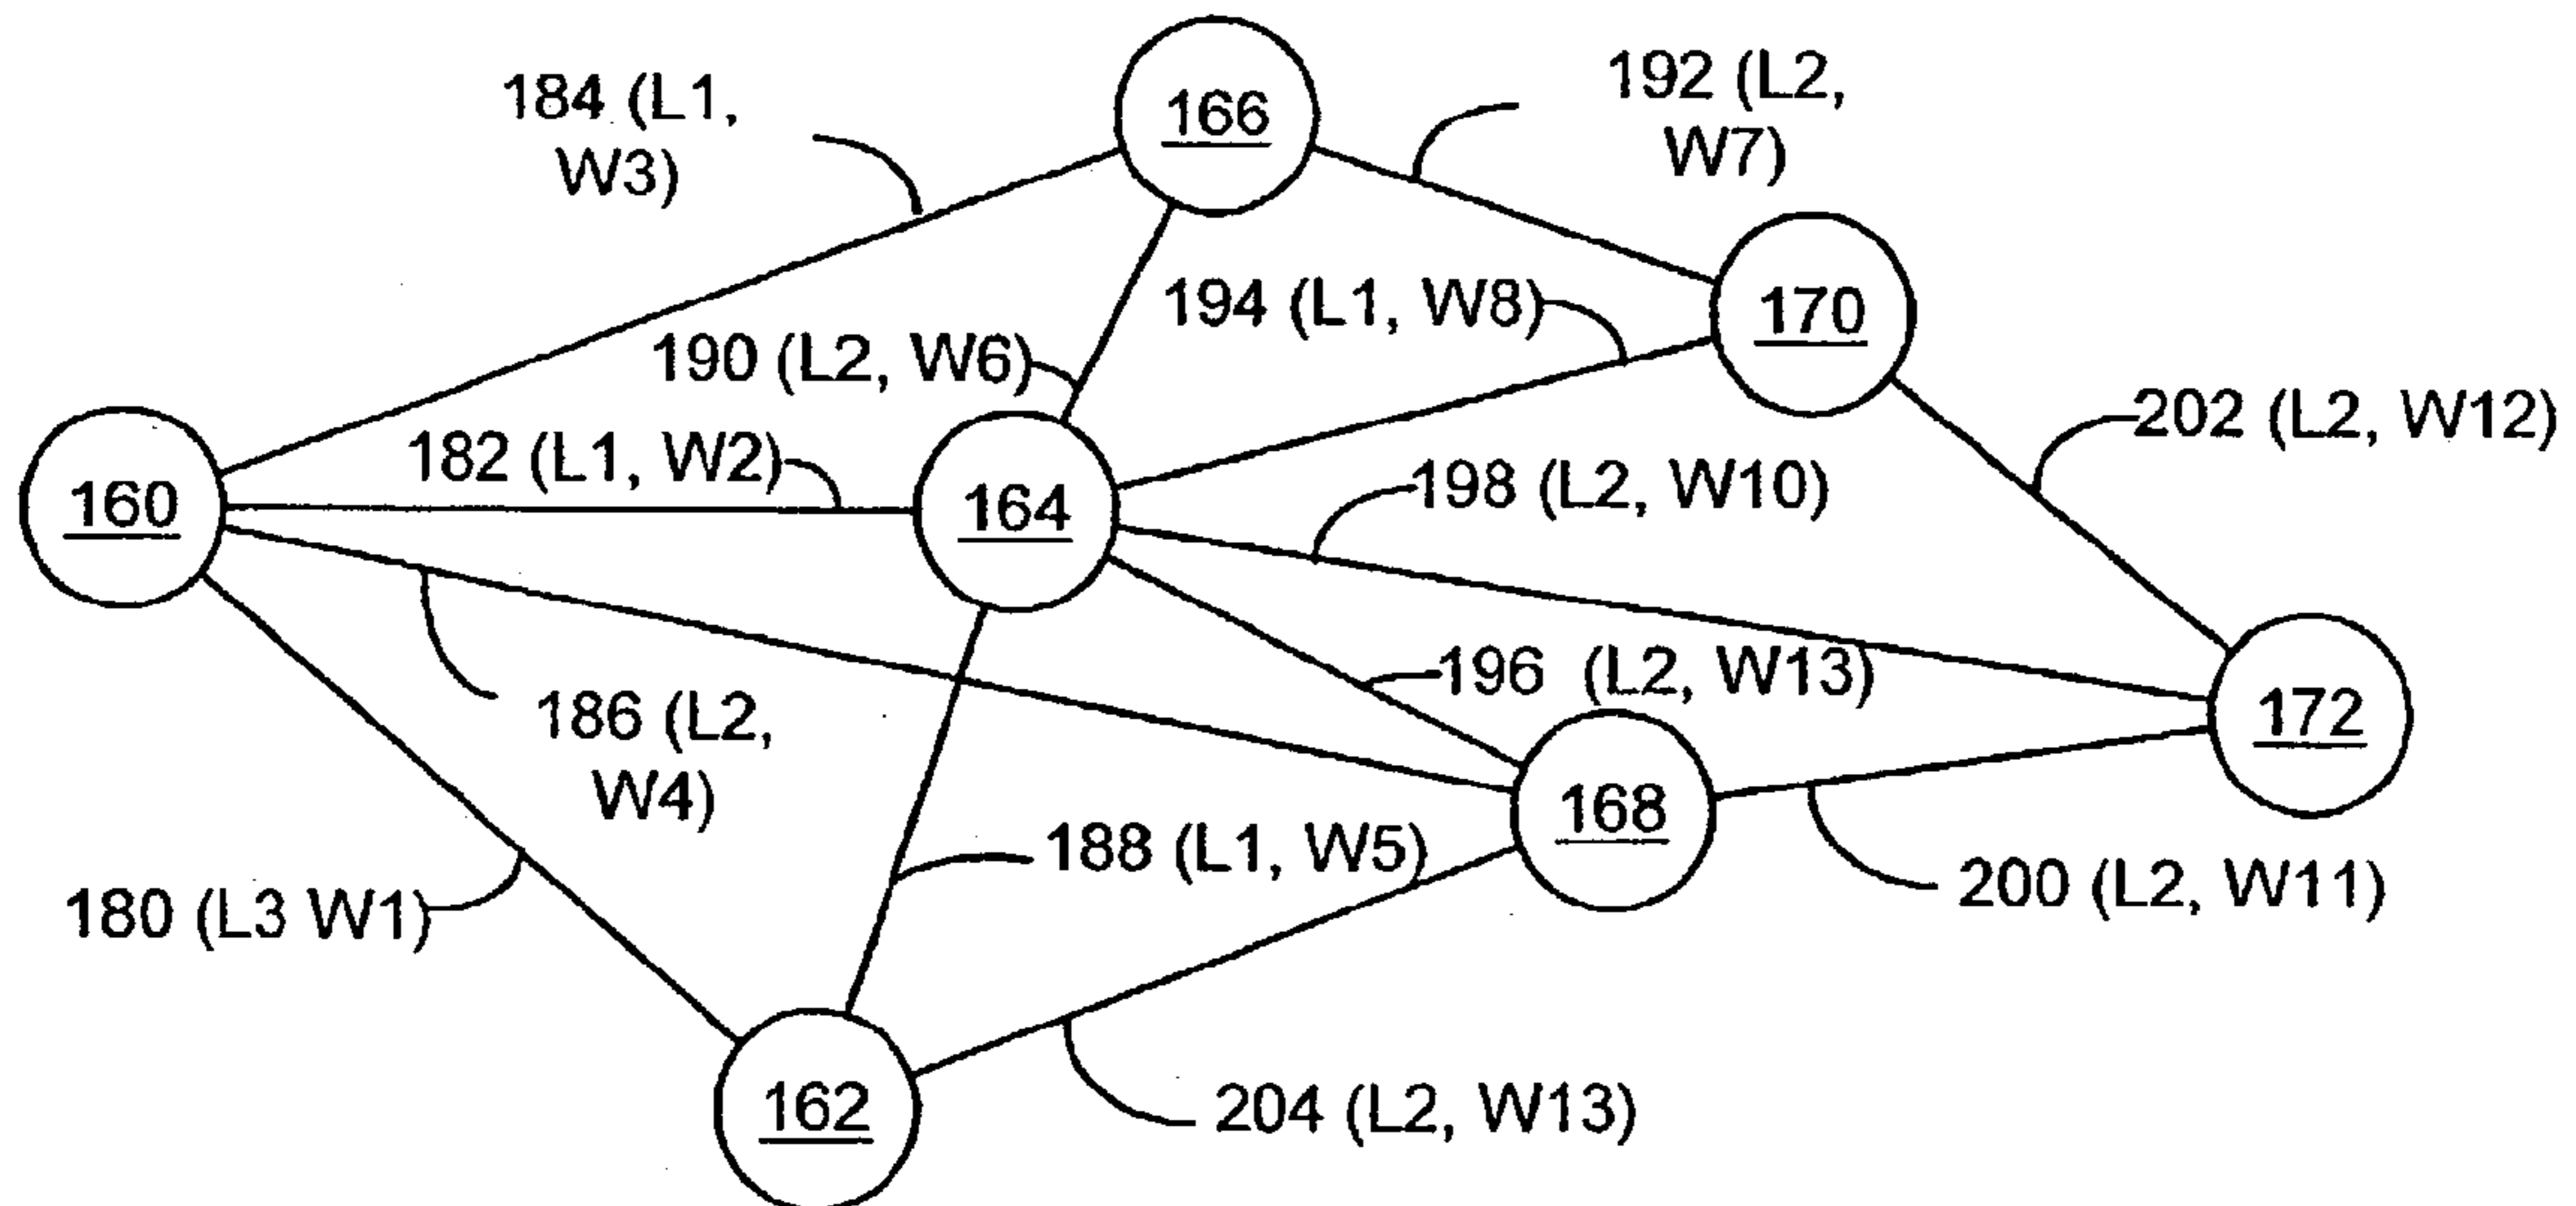 166
184 (L1,
W3)
192 (L2,
W7)
170
194 (L1, W8)
190 (L2, W6)
202 (L2, W12)
182 (L1, W2)
198 (L2, W10)
160
164
196 (L2, W13)
186 (L2,
W4)
172
168
188 (L1, W5)
200 (L2, W11)
180 (L3 W1)
162
204 (L2, W13)